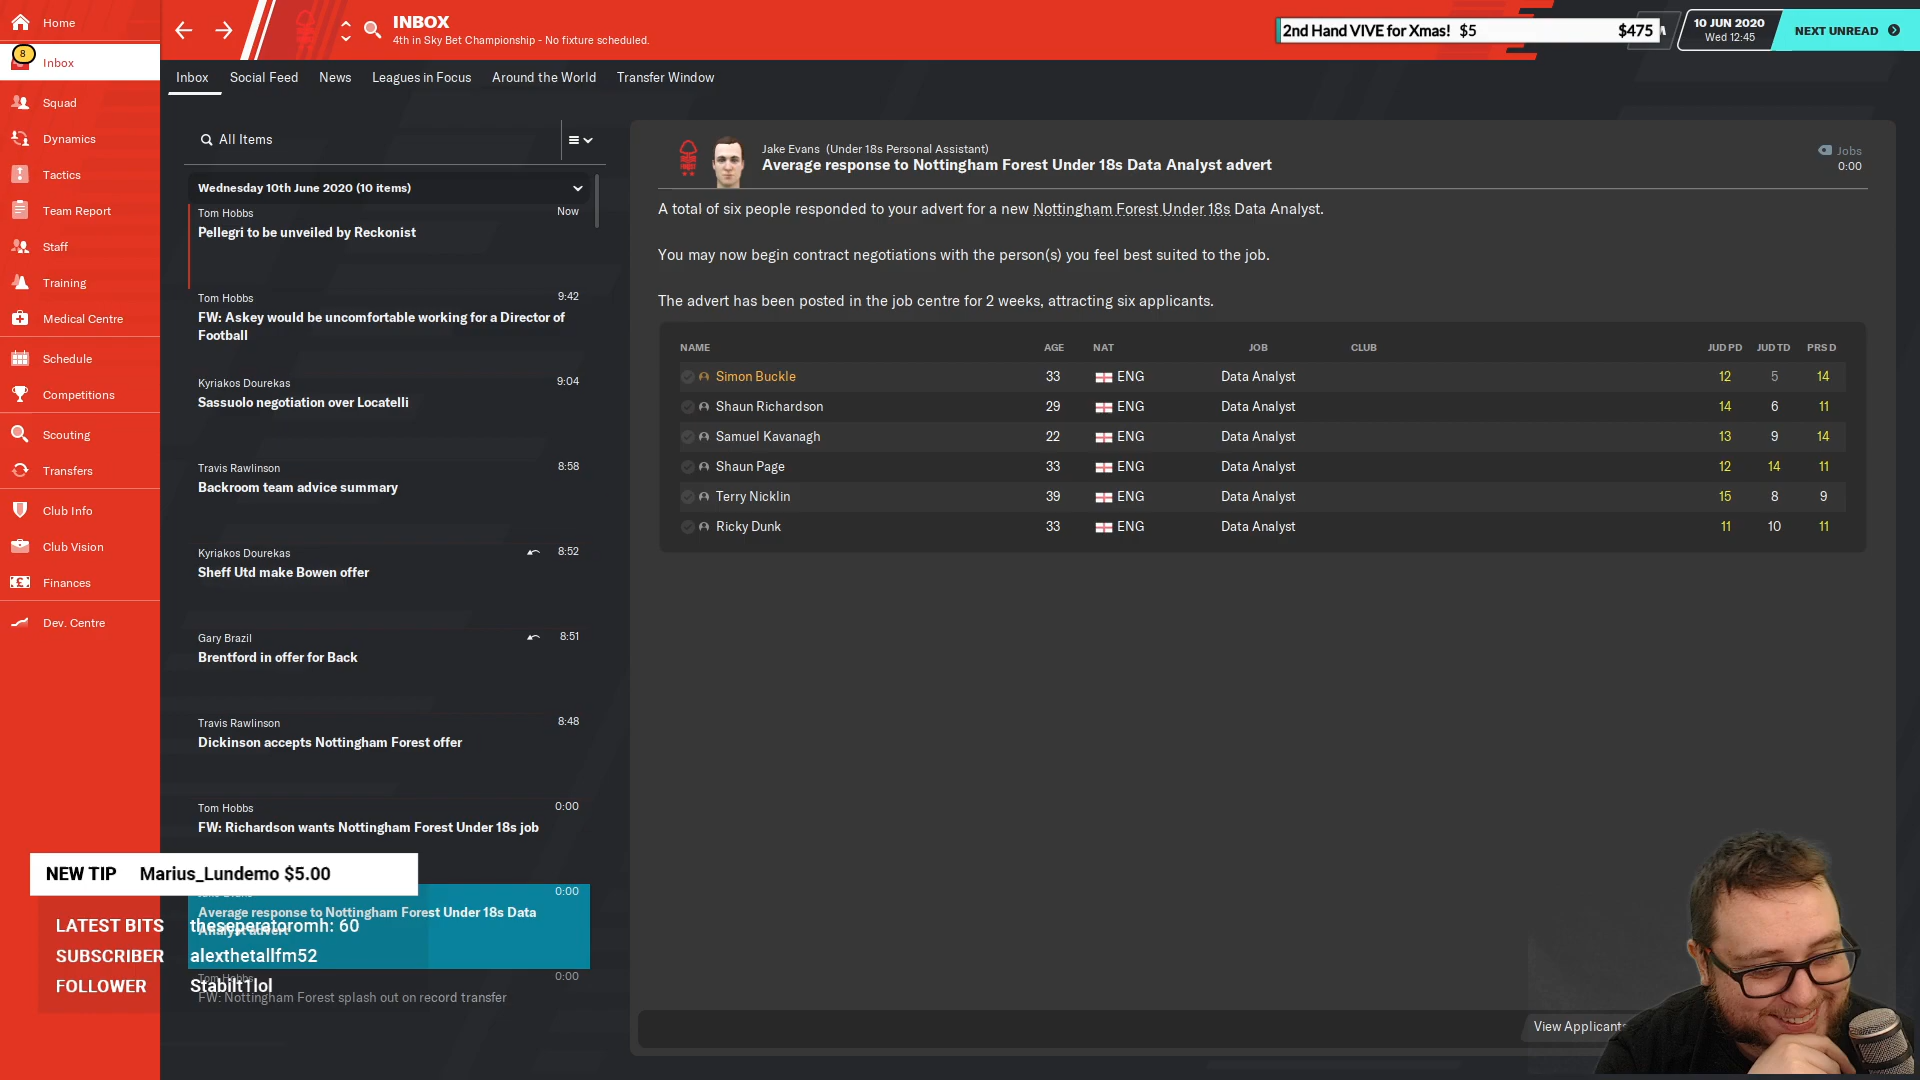 Home
8
Inbox
Squad
Dynamics
Tactics
Team Report
Staff
Training
Medical Centre
Schedule
Competitions
Scouting
Transfers
Club Info
Club Vision
Finances
Dev. Centre
INBOX
4th in Sky Bet Championship - No fixture scheduled.
2nd Hand VIVE for Xmas! $5 $475
10 JUN 2020
Wed 12:45
NEXT UNREAD
Inbox Social Feed News Leagues in Focus Around the World Transfer Window
All Items
Wednesday 10th June 2020 (10 items)
Tom Hobbs Now
Pellegri to be unveiled by Reckonist
Tom Hobbs 9:42
FW: Askey would be uncomfortable working for a Director of
Football
Kyriakos Dourekas 9:04
Sassuolo negotiation over Locatelli
Travis Rawlinson 8:58
Backroom team advice summary
Kyriakos Dourekas 8:52
Sheff Utd make Bowen offer
Gary Brazil 8:51
Brentford in offer for Back
Travis Rawlinson 8:48
Dickinson accepts Nottingham Forest offer
Tom Hobbs 0:00
FW: Richardson wants Nottingham Forest Under 18s job
0:00
Average response to Nottingham Forest Under 18s Data
Analyst advert
Tom Hobbs 0:00
FW: Nottingham Forest splash out on record transfer
NEW TIP Marius_Lundemo $5.00
LATEST BITS theseperatoromh: 60
SUBSCRIBER alexthetallfm52
FOLLOWER Stabilt1lol
Jake Evans (Under 18s Personal Assistant)
Average response to Nottingham Forest Under 18s Data Analyst advert
Jobs
0:00
A total of six people responded to your advert for a new Nottingham Forest Under 18s Data Analyst.
You may now begin contract negotiations with the person(s) you feel best suited to the job.
The advert has been posted in the job centre for 2 weeks, attracting six applicants.
NAME AGE NAT JOB CLUB JUD PD JUD TD PRS D
Simon Buckle 33 ENG Data Analyst 12 5 14
Shaun Richardson 29 ENG Data Analyst 14 6 11
Samuel Kavanagh 22 ENG Data Analyst 13 9 14
Shaun Page 33 ENG Data Analyst 12 14 11
Terry Nicklin 39 ENG Data Analyst 15 8 9
Ricky Dunk 33 ENG Data Analyst 11 10 11
View Applicants